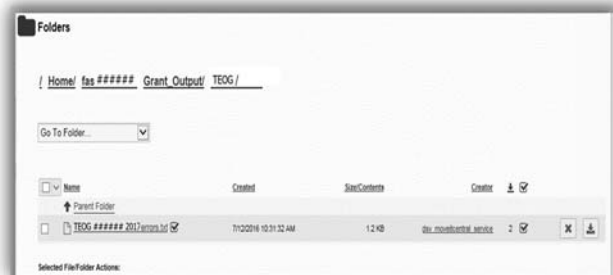 Folders
/ Home/ fas ###### Grant_Output/ TEOG /
Go To Folder...
Name Created Size/Contents Creator
Parent Folder
TEOG ###### 2017errors.txt 7/12/2016 10:31:32 AM 1.2 KB dsv_moveitcentral_service 2
Selected File/Folder Actions: